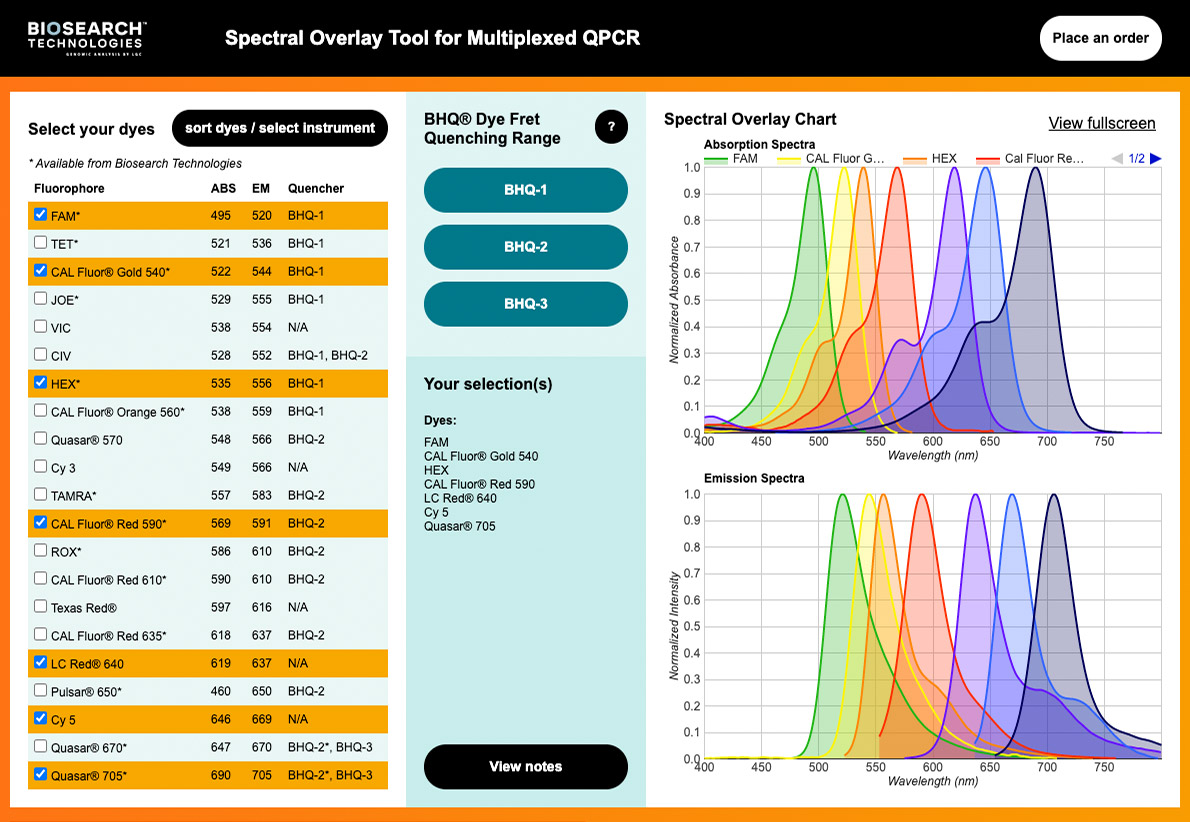 BIOSEARCH™
TECHNOLOGIES
GENOMIC ANALYSIS BY LGC
Spectral Overlay Tool for Multiplexed QPCR
Place an order
Select your dyes
sort dyes / select instrument
* Available from Biosearch Technologies
Fluorophore ABS EM Quencher
FAM* 495 520 BHQ-1
TET* 521 536 BHQ-1
CAL Fluor® Gold 540* 522 544 BHQ-1
JOE* 529 555 BHQ-1
VIC 538 554 N/A
CIV 528 552 BHQ-1, BHQ-2
HEX* 535 556 BHQ-1
CAL Fluor® Orange 560* 538 559 BHQ-1
Quasar® 570 548 566 BHQ-2
Cy 3 549 566 N/A
TAMRA* 557 583 BHQ-2
CAL Fluor® Red 590* 569 591 BHQ-2
ROX* 586 610 BHQ-2
CAL Fluor® Red 610* 590 610 BHQ-2
Texas Red® 597 616 N/A
CAL Fluor® Red 635* 618 637 BHQ-2
LC Red® 640 619 637 N/A
Pulsar® 650* 460 650 BHQ-2
Cy 5 646 669 N/A
Quasar® 670* 647 670 BHQ-2*, BHQ-3
Quasar® 705* 690 705 BHQ-2*, BHQ-3
BHQ® Dye Fret
Quenching Range
?
BHQ-1
BHQ-2
BHQ-3
Your selection(s)
Dyes:
FAM
CAL Fluor® Gold 540
HEX
CAL Fluor® Red 590
LC Red® 640
Cy 5
Quasar® 705
View notes
Spectral Overlay Chart
View fullscreen
Absorption Spectra
FAM CAL Fluor G... HEX Cal Fluor Re... 1/2
Normalized Absorbance
1.0
0.9
0.8
0.7
0.6
0.5
0.4
0.3
0.2
0.1
0.0
400 450 500 550 600 650 700 750
Wavelength (nm)
Emission Spectra
Normalized Intensity
1.0
0.9
0.8
0.7
0.6
0.5
0.4
0.3
0.2
0.1
0.0
400 450 500 550 600 650 700 750
Wavelength (nm)